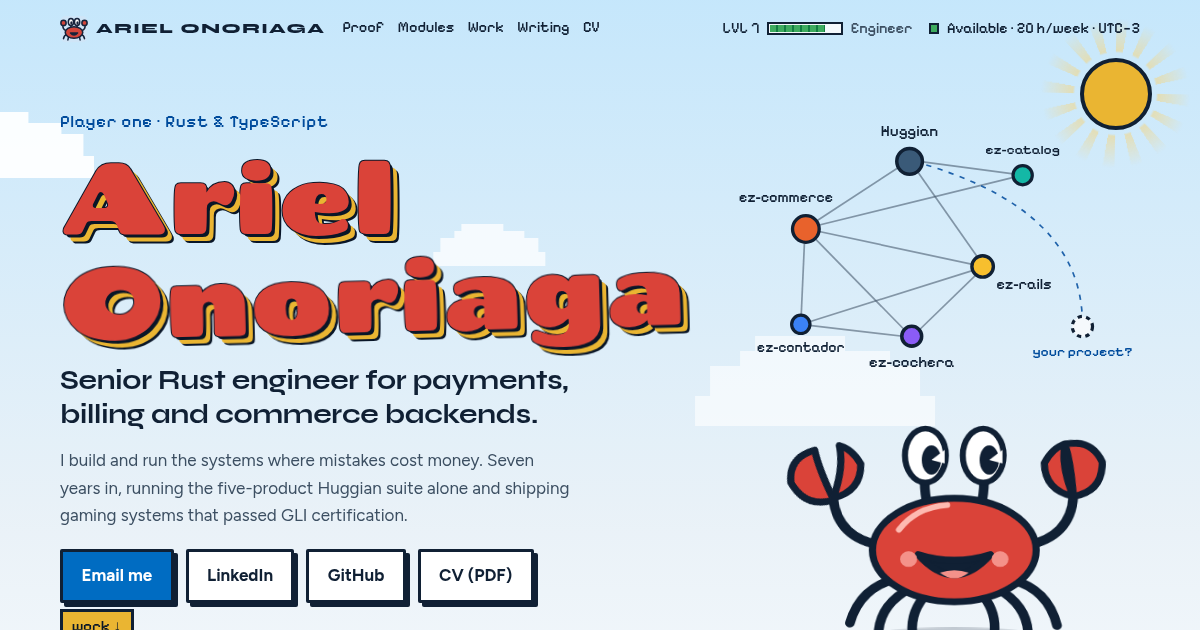 ARIEL ONORIAGA
Proof Modules Work Writing CV
LVL 7 Engineer Available · 20 h/week · UTC-3
Player one · Rust & TypeScript
Ariel
Onoriaga
Senior Rust engineer for payments,
billing and commerce backends.
I build and run the systems where mistakes cost money. Seven
years in, running the five-product Huggian suite alone and shipping
gaming systems that passed GLI certification.
Email me
LinkedIn
GitHub
CV (PDF)
work ↓
Huggian
ez-catalog
ez-commerce
ez-rails
ez-contador
ez-cochera
your project?